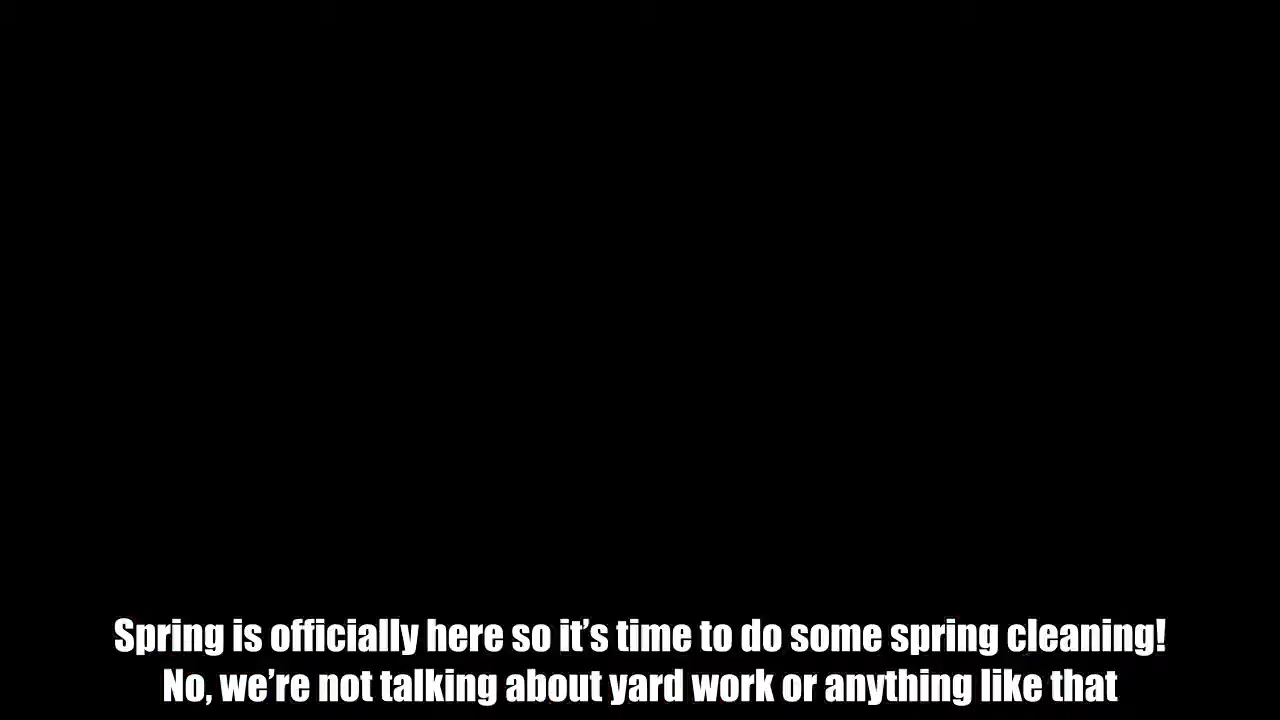 Spring is officially here so it’s time to do some spring cleaning!
No, we’re not talking about yard work or anything like that